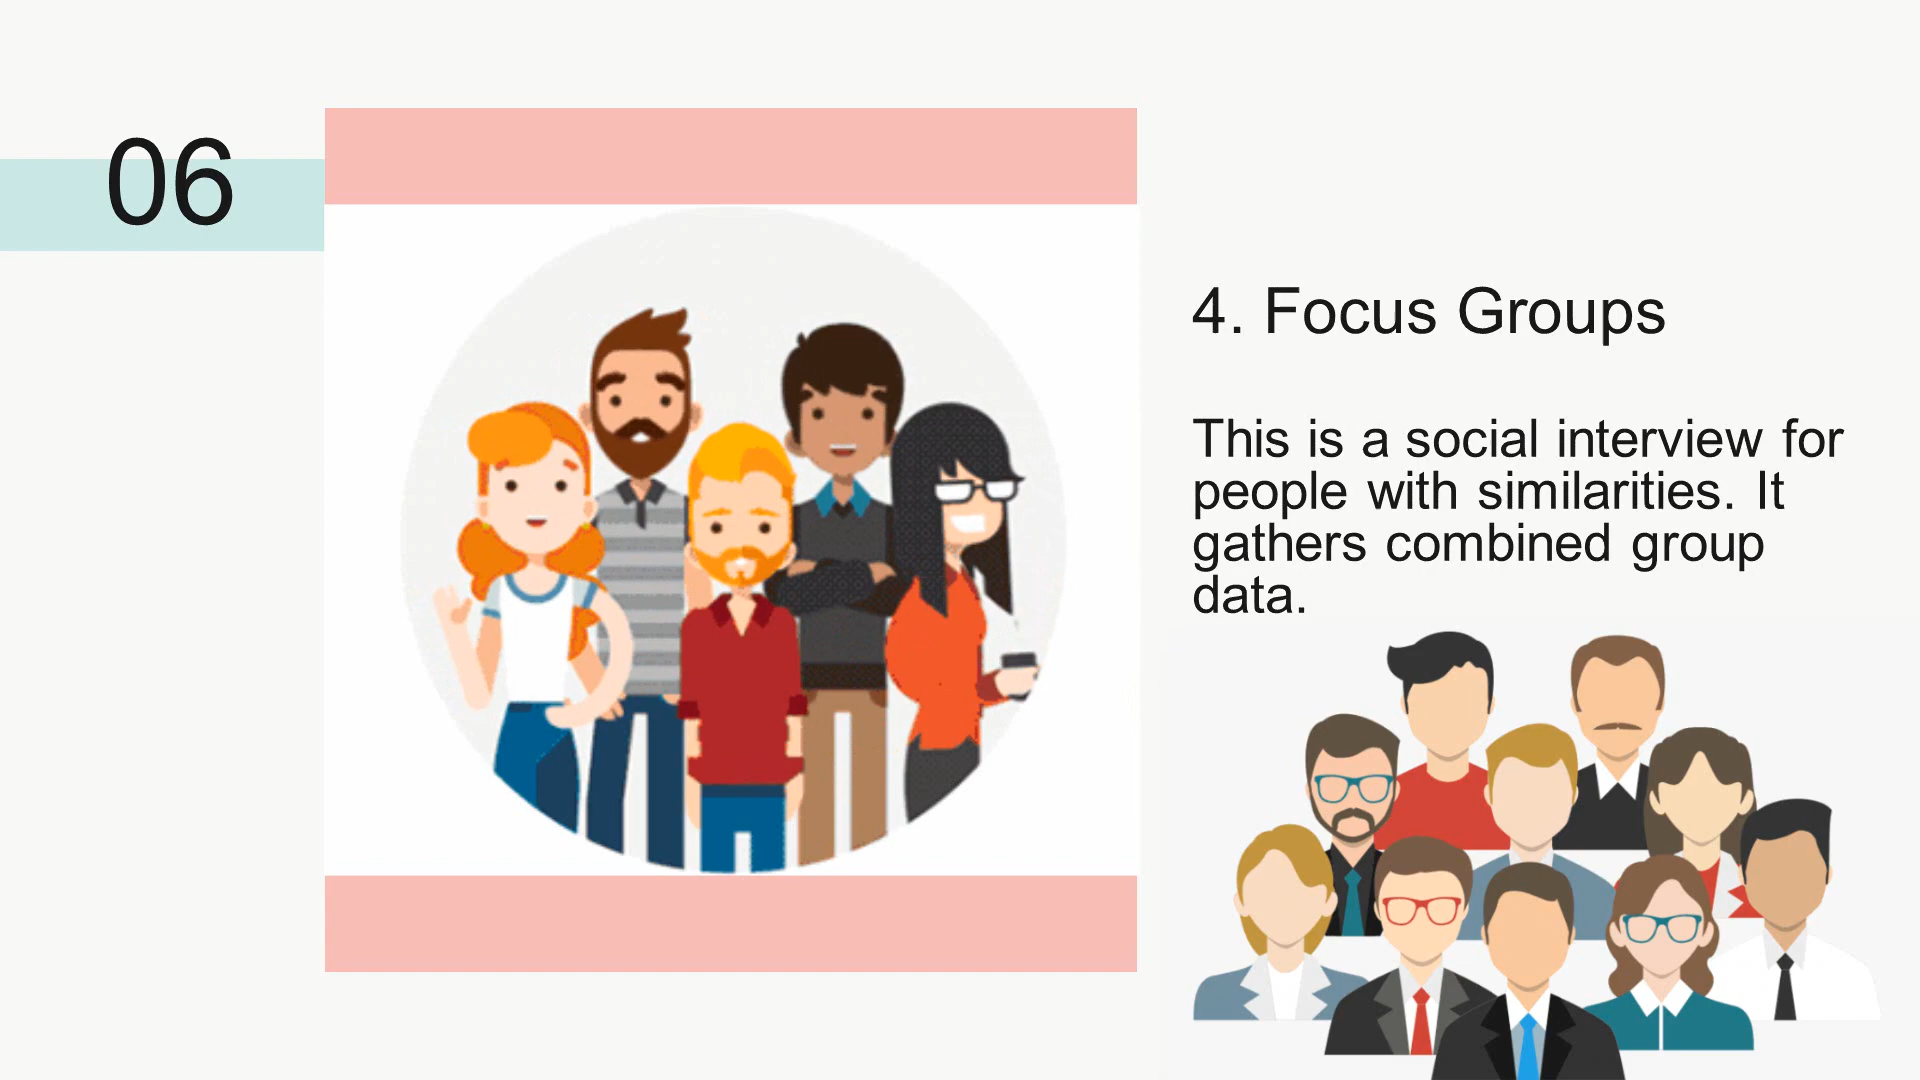 06
4. Focus Groups
This is a social interview for
people with similarities. It
gathers combined group
data.